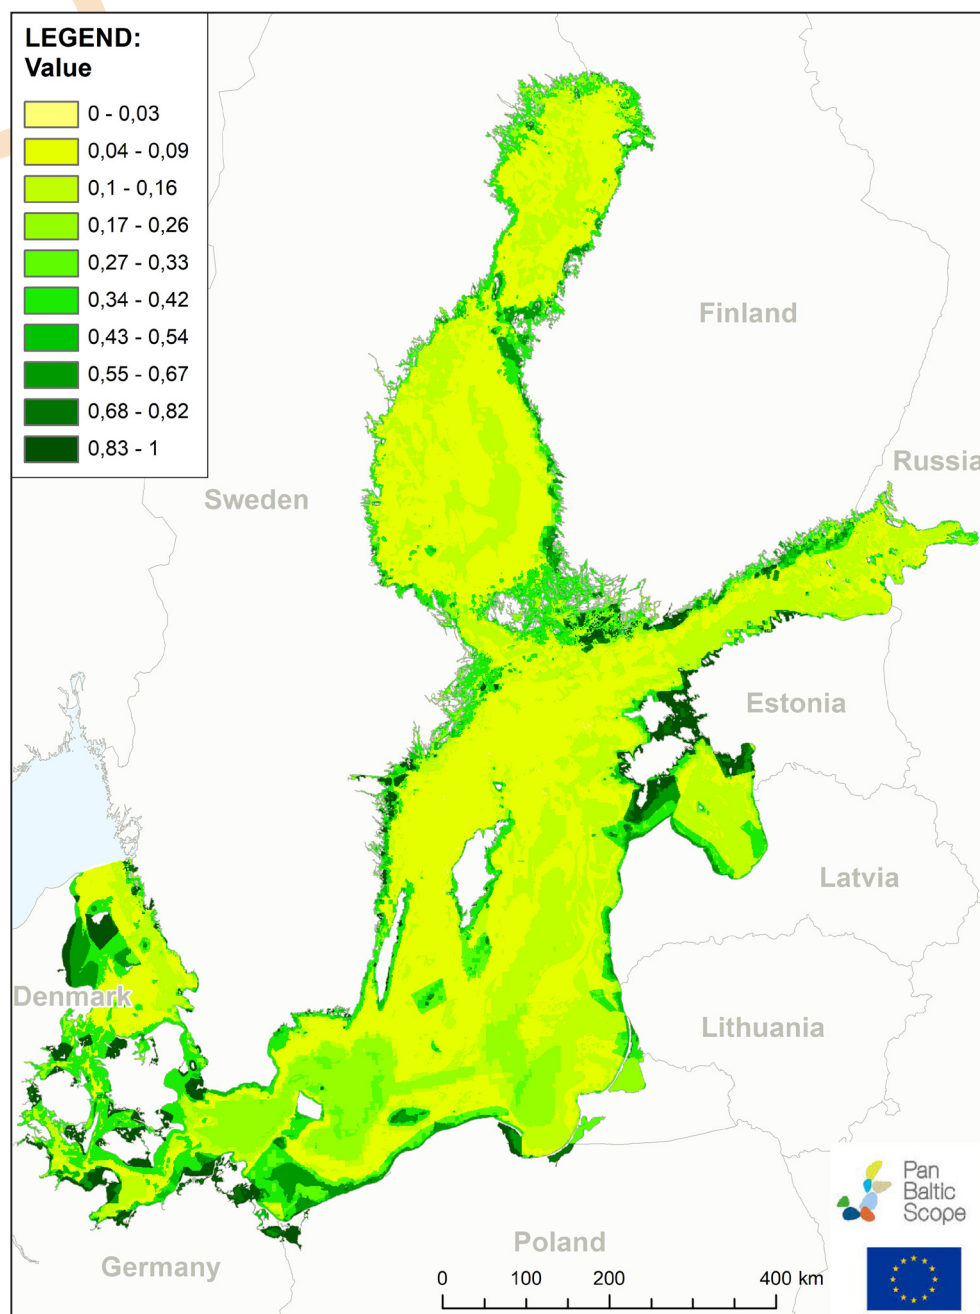 LEGEND:
Value
0 - 0,03
0,04 - 0,09
0,1 - 0,16
0,17 - 0,26
0,27 - 0,33
0,34 - 0,42
0,43 - 0,54
0,55 - 0,67
0,68 - 0,82
0,83 - 1
Finland
Russia
Sweden
Estonia
Latvia
Denmark
Lithuania
Pan
Baltic
Scope
Poland
Germany
0 100 200 400 km